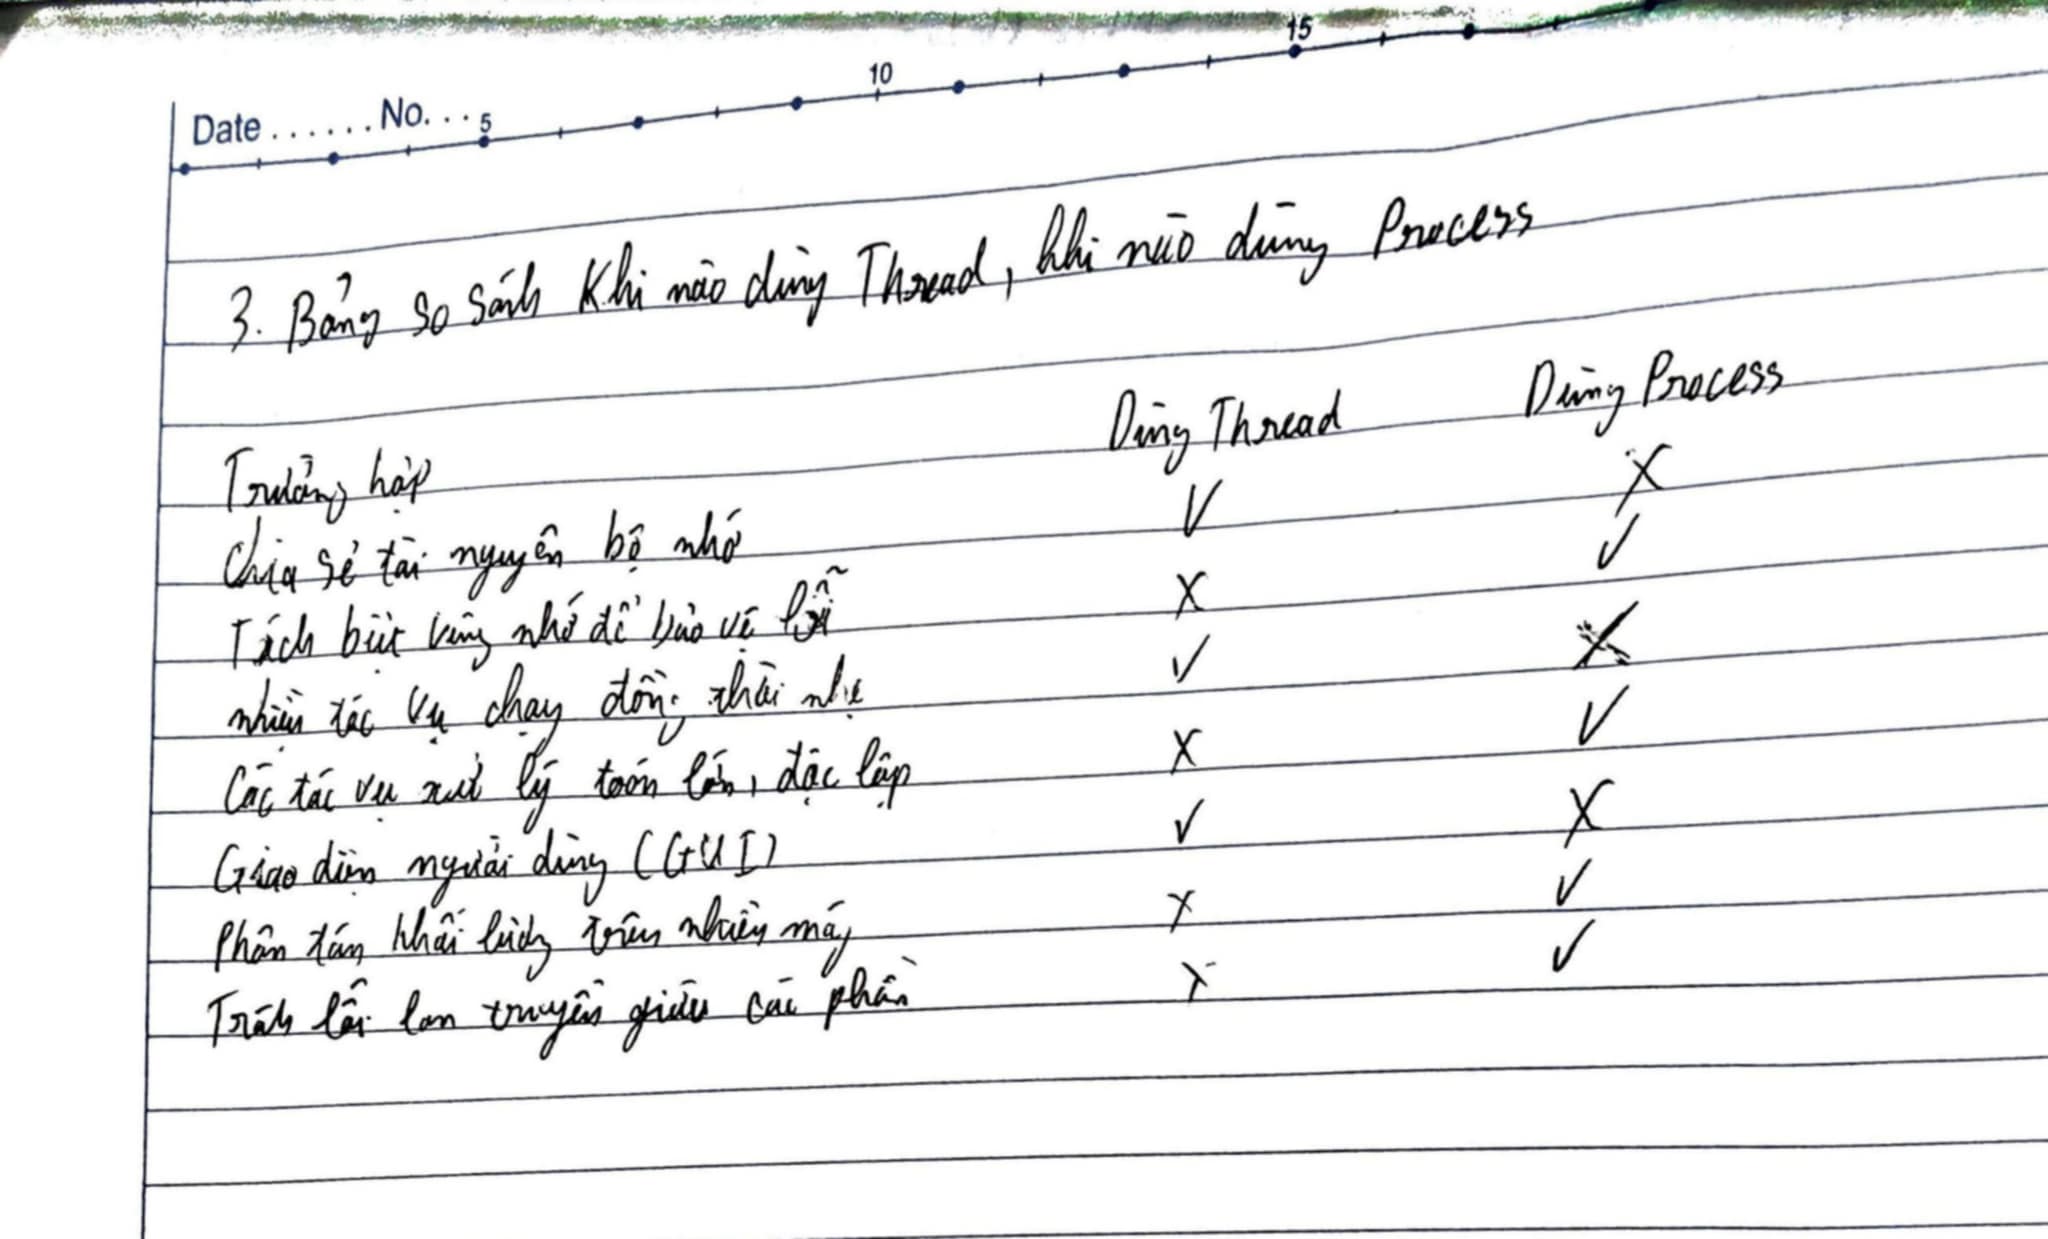 Date ...... No. ... 5 10 15
3. Bảng so sánh Khi nào dùng Thread, khi nào dùng Process
Trường hợp Dùng Thread Dùng Process
Chia sẻ tài nguyên bộ nhớ V X
Tách biệt vùng nhớ để bảo vệ lỗi X ✓
nhiều tác vụ chạy đồng thời nhẹ ✓ X
Các tác vụ xử lý toán lớn, độc lập X V
Giao diện người dùng (GUI) ✓ X
Phân tán khối lượng trên nhiều máy X ✓
Tránh lỗi lan truyền giữa các phần X ✓